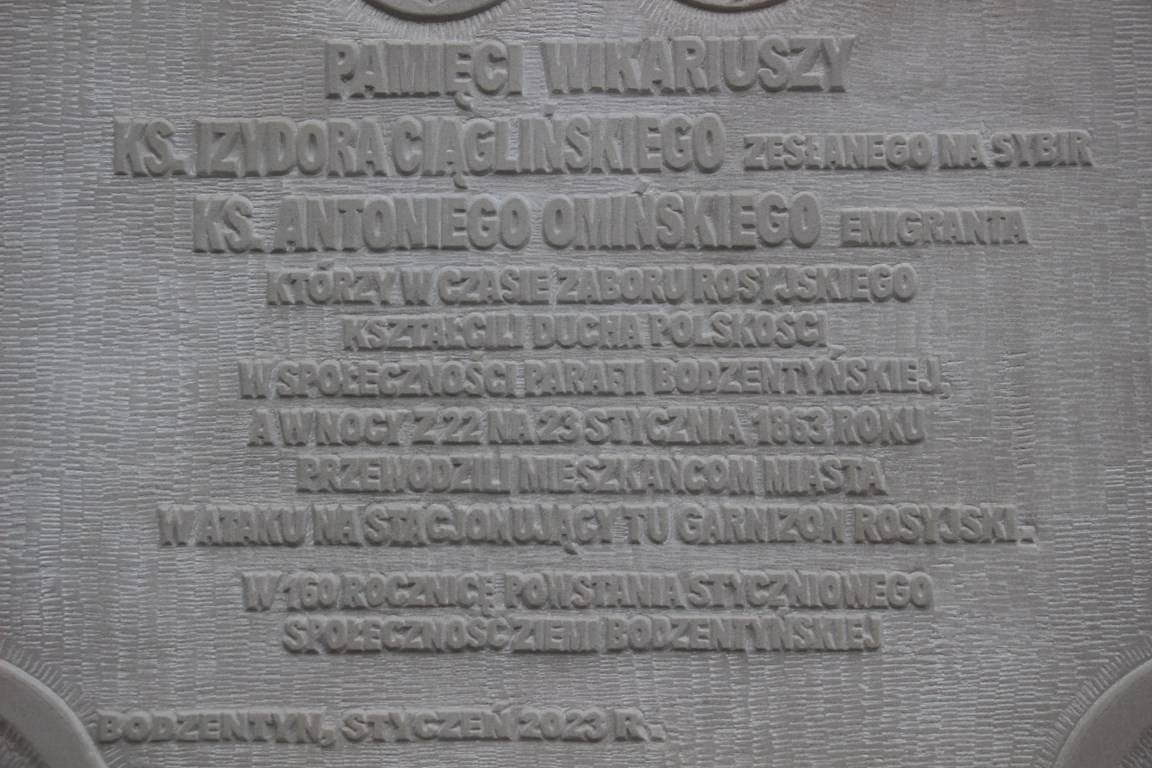 PAMIĘCI WIKARIUSZY
KS. IZYDORA CIĄGLIŃSKIEGO ZESŁANEGO NA SYBIR
KS. ANTONIEGO OMIŃSKIEGO EMIGRANTA
KTÓRZY W CZASIE ZABORU ROSYJSKIEGO
KSZTAŁCILI DUCHA POLSKOŚCI
W SPOŁECZNOŚCI PARAFII BODZENTYŃSKIEJ,
A W NOCY Z 22 NA 23 STYCZNIA 1863 ROKU
PRZEWODZILI MIESZKAŃCOM MIASTA
W ATAKU NA STACJONUJĄCY TU GARNIZON ROSYJSKI.
W 160 ROCZNICĘ POWSTANIA STYCZNIOWEGO
SPOŁECZNOŚĆ ZIEMI BODZENTYŃSKIEJ
BODZENTYN, STYCZEŃ 2023 R.